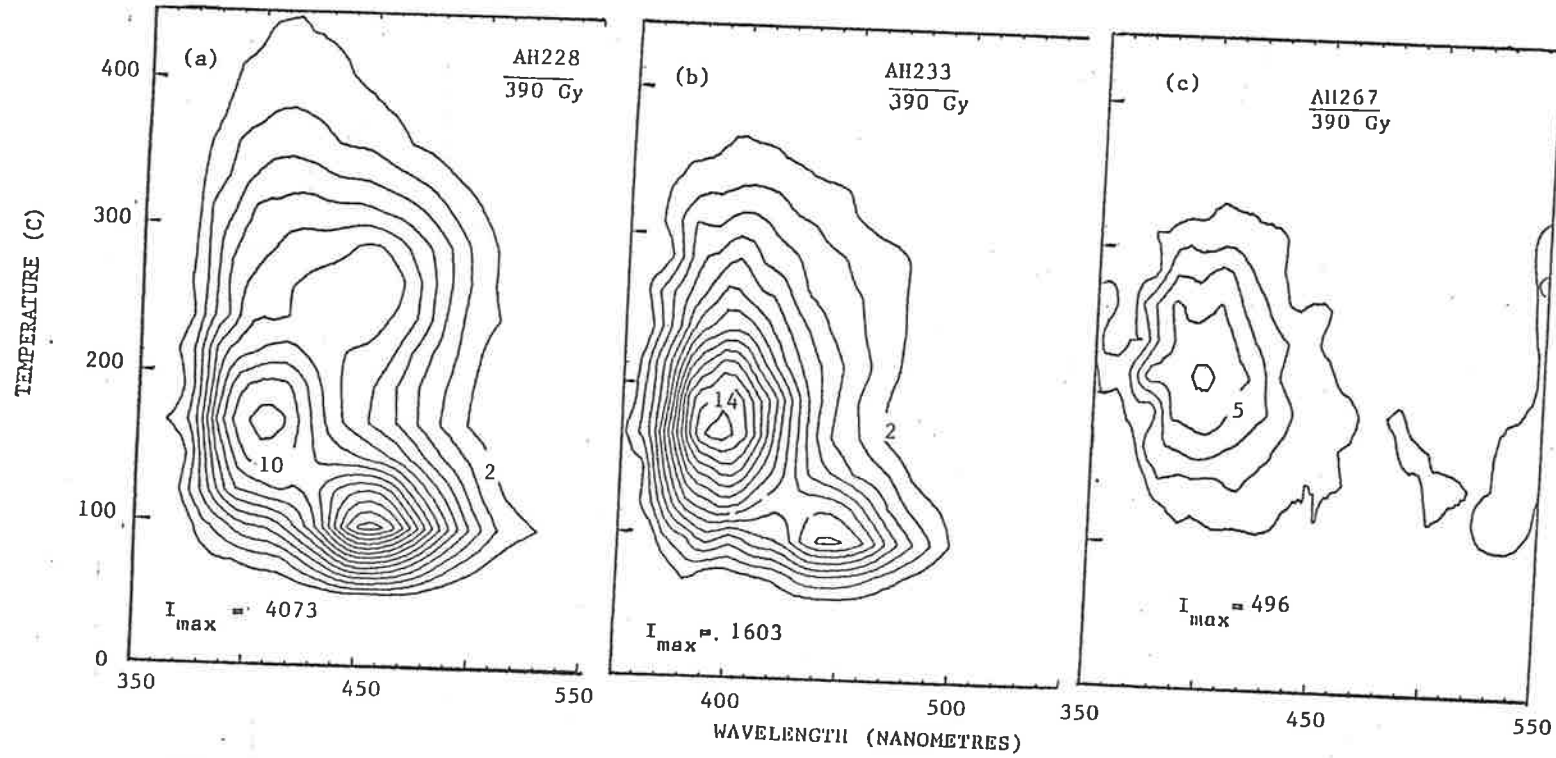 (a)
AH228
390 Gy
10
2
I max = 4073
(b)
AH233
390 Gy
14
2
I max = 1603
(c)
AH267
390 Gy
5
I max = 496
TEMPERATURE (C)
400
300
200
100
0
350
450
550
400
500
350
450
550
WAVELENGTH (NANOMETRES)